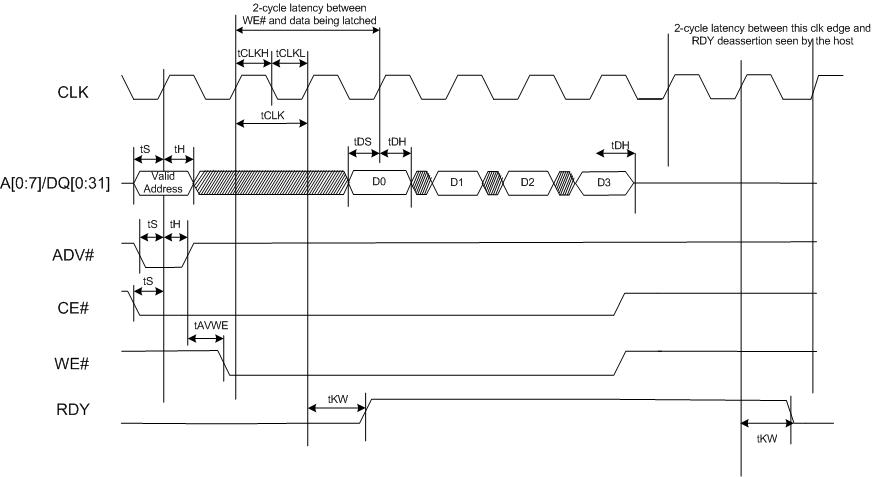 2-cycle latency between
WE# and data being latched
2-cycle latency between this clk edge and
RDY deassertion seen by the host
tCLKH
tCLKL
CLK
tCLK
tS
tH
tDS
tDH
tDH
A[0:7]/DQ[0:31]
Valid
Address
D0
D1
D2
D3
tS
tH
ADV#
tS
CE#
tAVWE
WE#
tKW
RDY
tKW